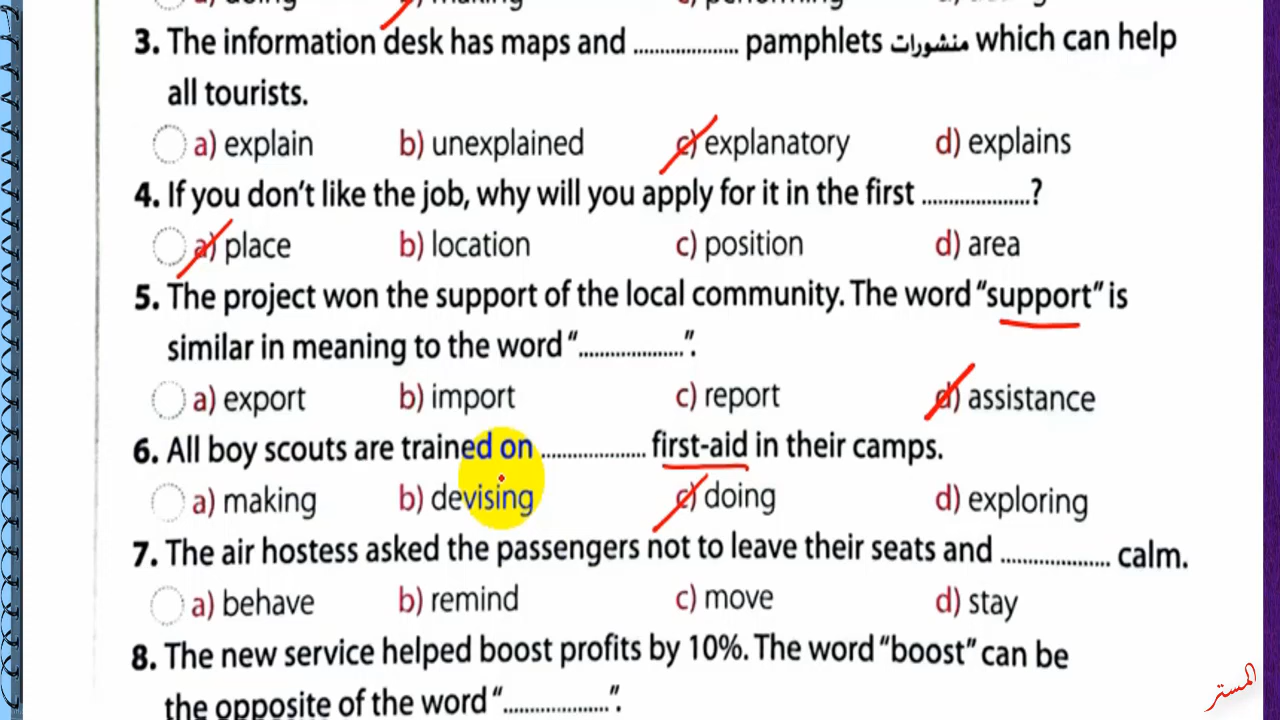 3. The information desk has maps and .................... pamphlets منشورات which can help
all tourists.
a) explain b) unexplained c) explanatory d) explains
4. If you don't like the job, why will you apply for it in the first ....................?
a) place b) location c) position d) area
5. The project won the support of the local community. The word "support" is
similar in meaning to the word "....................".
a) export b) import c) report d) assistance
6. All boy scouts are trained on .................... first-aid in their camps.
a) making b) devising c) doing d) exploring
7. The air hostess asked the passengers not to leave their seats and .................... calm.
a) behave b) remind c) move d) stay
8. The new service helped boost profits by 10%. The word "boost" can be
the opposite of the word "....................".
المستر